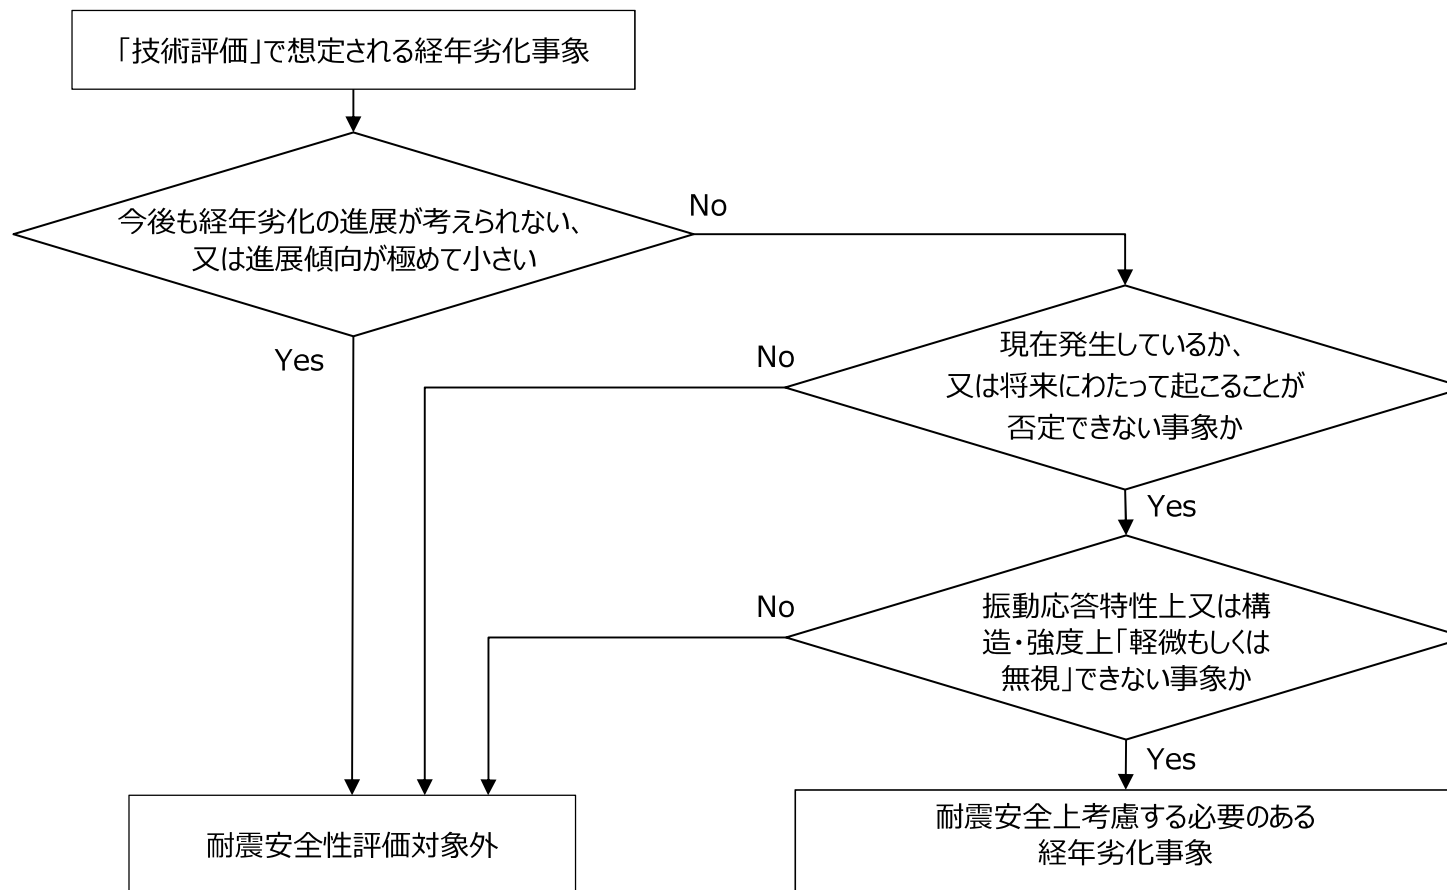 「技術評価」で想定される経年劣化事象
今後も経年劣化の進展が考えられない、
又は進展傾向が極めて小さい
No
Yes
現在発生しているか、
又は将来にわたって起こることが
否定できない事象か
No
Yes
振動応答特性上又は構
造・強度上「軽微もしくは
無視」できない事象か
No
Yes
耐震安全性評価対象外
耐震安全上考慮する必要のある
経年劣化事象